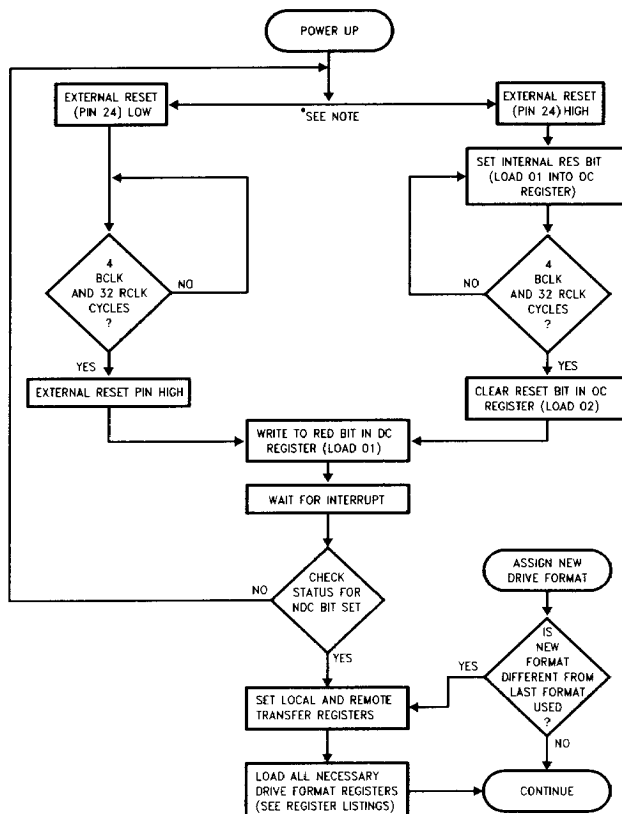 POWER UP
EXTERNAL RESET
(PIN 24) LOW
*SEE NOTE
EXTERNAL RESET
(PIN 24) HIGH
SET INTERNAL RES BIT
(LOAD 01 INTO OC
REGISTER)
4
BCLK
AND 32 RCLK
CYCLES
?
NO
YES
EXTERNAL RESET PIN HIGH
4
BCLK
AND 32 RCLK
CYCLES
?
NO
YES
CLEAR RESET BIT IN OC
REGISTER (LOAD 02)
WRITE TO RED BIT IN DC
REGISTER (LOAD 01)
WAIT FOR INTERRUPT
CHECK
STATUS FOR
NDC BIT SET
NO
YES
SET LOCAL AND REMOTE
TRANSFER REGISTERS
LOAD ALL NECESSARY
DRIVE FORMAT REGISTERS
(SEE REGISTER LISTINGS)
ASSIGN NEW
DRIVE FORMAT
IS
NEW
FORMAT
DIFFERENT FROM
LAST FORMAT
USED
?
YES
NO
CONTINUE